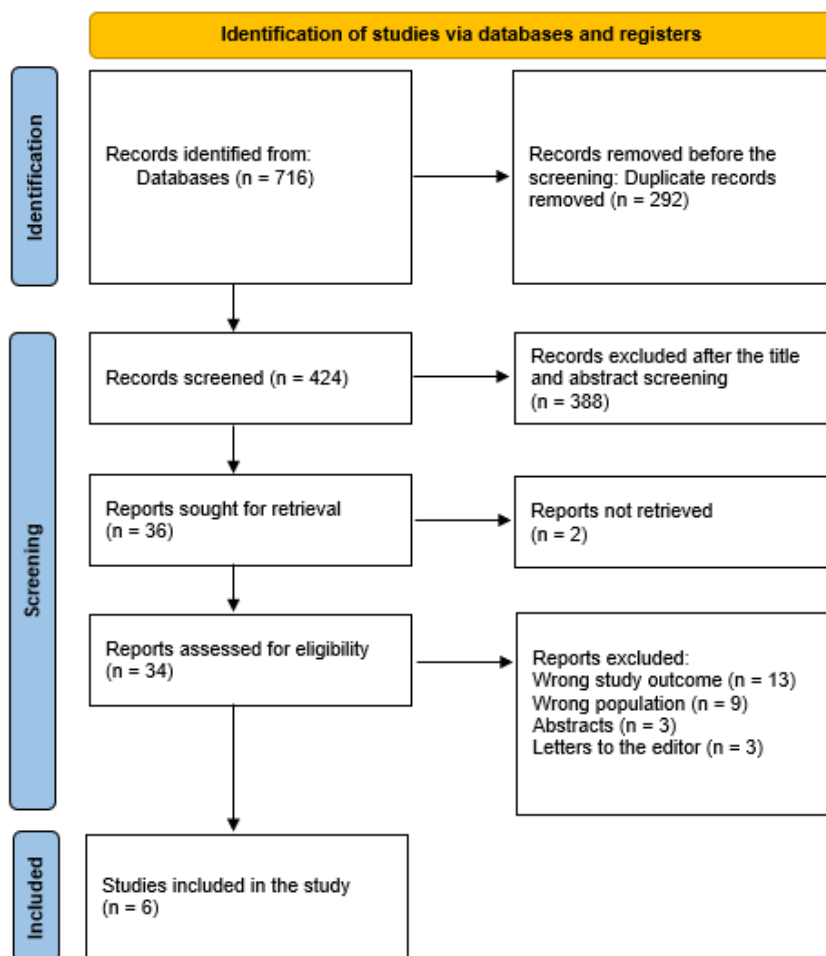 Identification of studies via databases and registers
Identification
Records identified from:
Databases (n = 716)
Records removed before the
screening: Duplicate records
removed (n = 292)
Screening
Records screened (n = 424)
Records excluded after the title
and abstract screening
(n = 388)
Reports sought for retrieval
(n = 36)
Reports not retrieved
(n = 2)
Reports assessed for eligibility
(n = 34)
Reports excluded:
Wrong study outcome (n = 13)
Wrong population (n = 9)
Abstracts (n = 3)
Letters to the editor (n = 3)
Included
Studies included in the study
(n = 6)